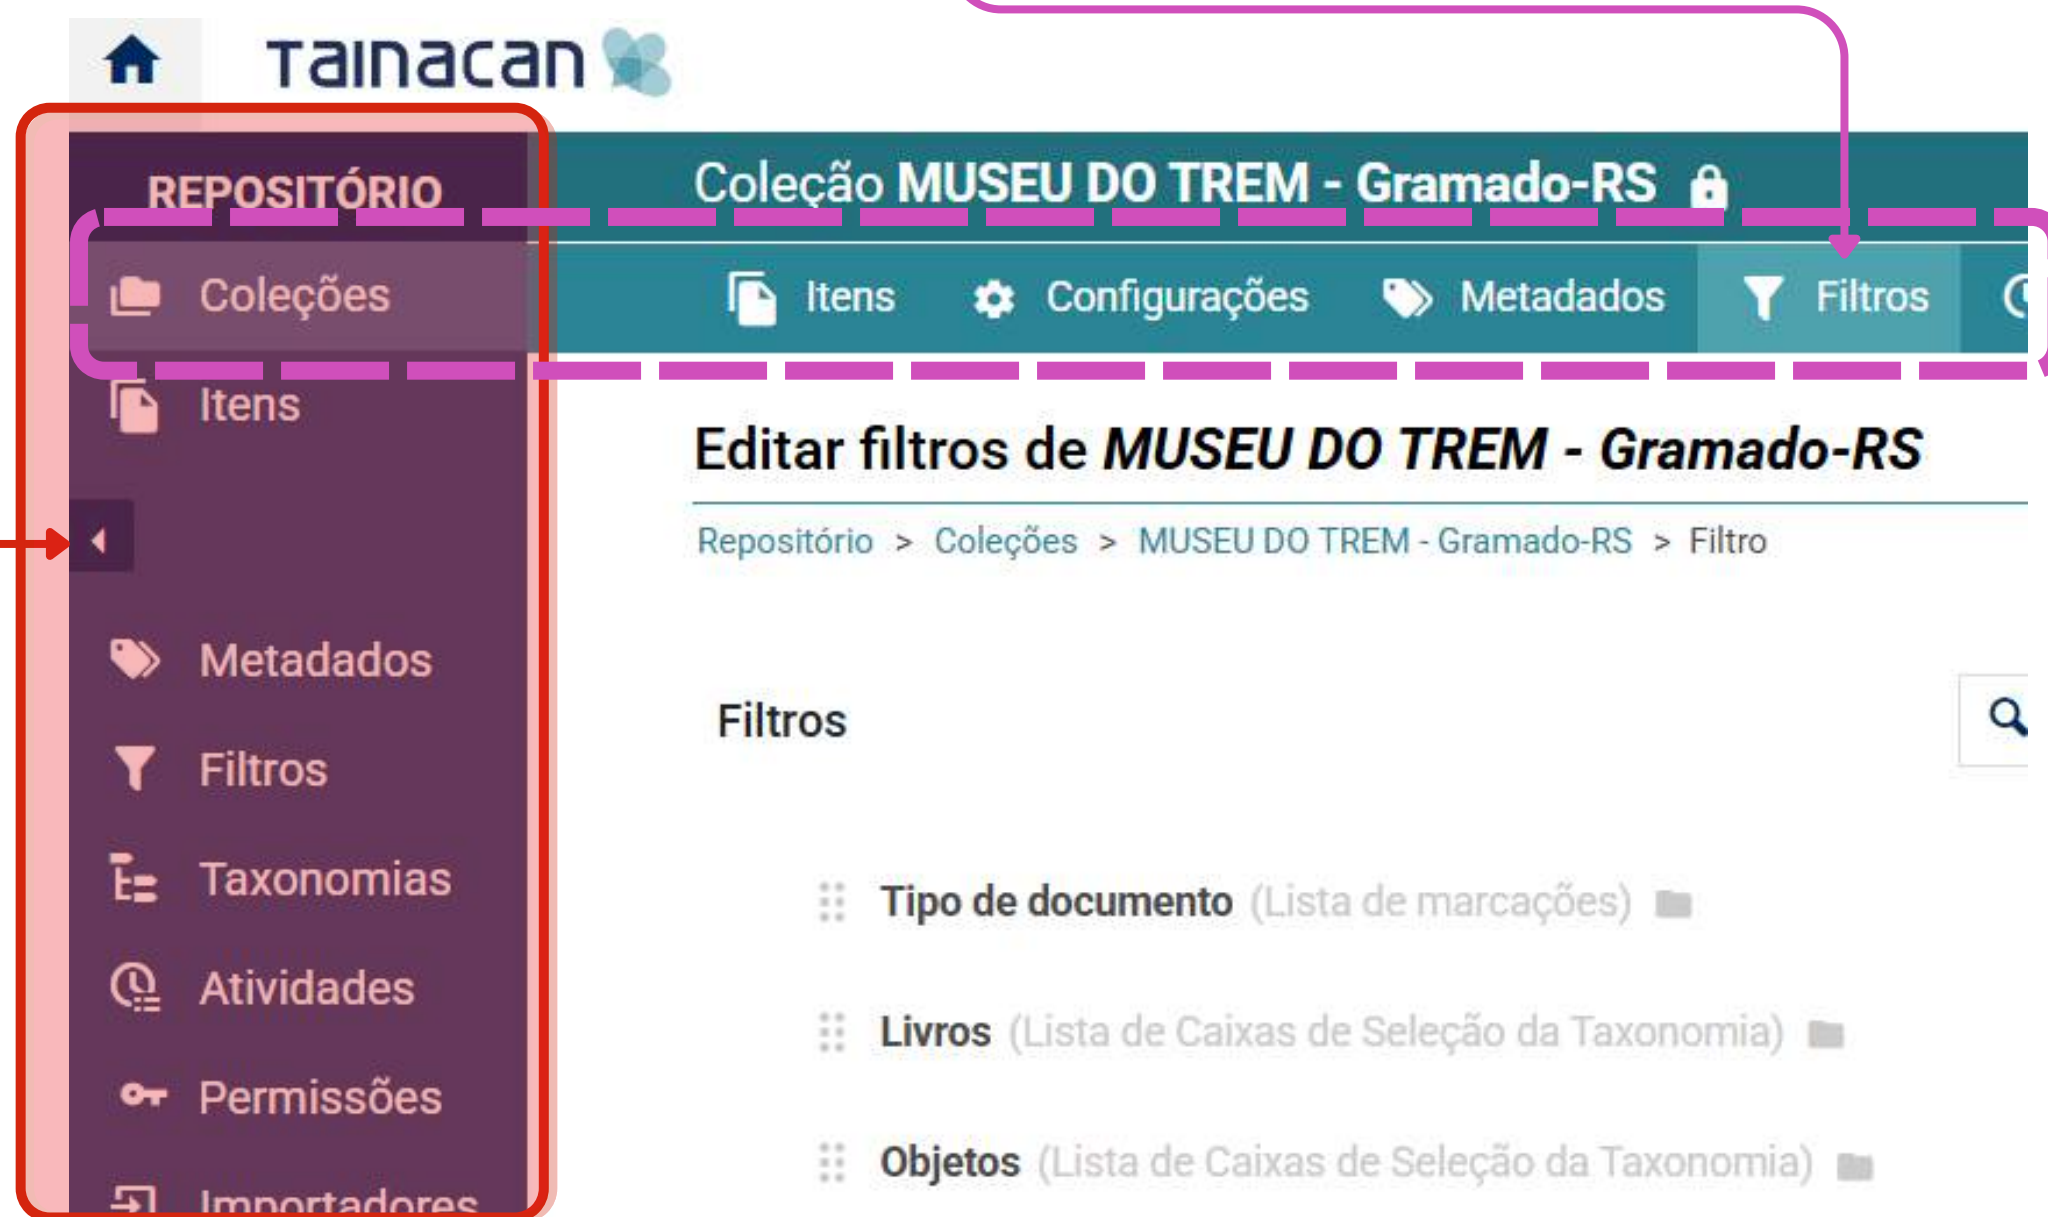 Tainacan
REPOSITÓRIO
Coleção MUSEU DO TREM - Gramado-RS
Coleções
Itens
Configurações
Metadados
Filtros
Itens
Editar filtros de MUSEU DO TREM - Gramado-RS
Repositório > Coleções > MUSEU DO TREM - Gramado-RS > Filtro
Metadados
Filtros
Filtros
Taxonomias
Tipo de documento (Lista de marcações)
Atividades
Livros (Lista de Caixas de Seleção da Taxonomia)
Permissões
Objetos (Lista de Caixas de Seleção da Taxonomia)
Importadores